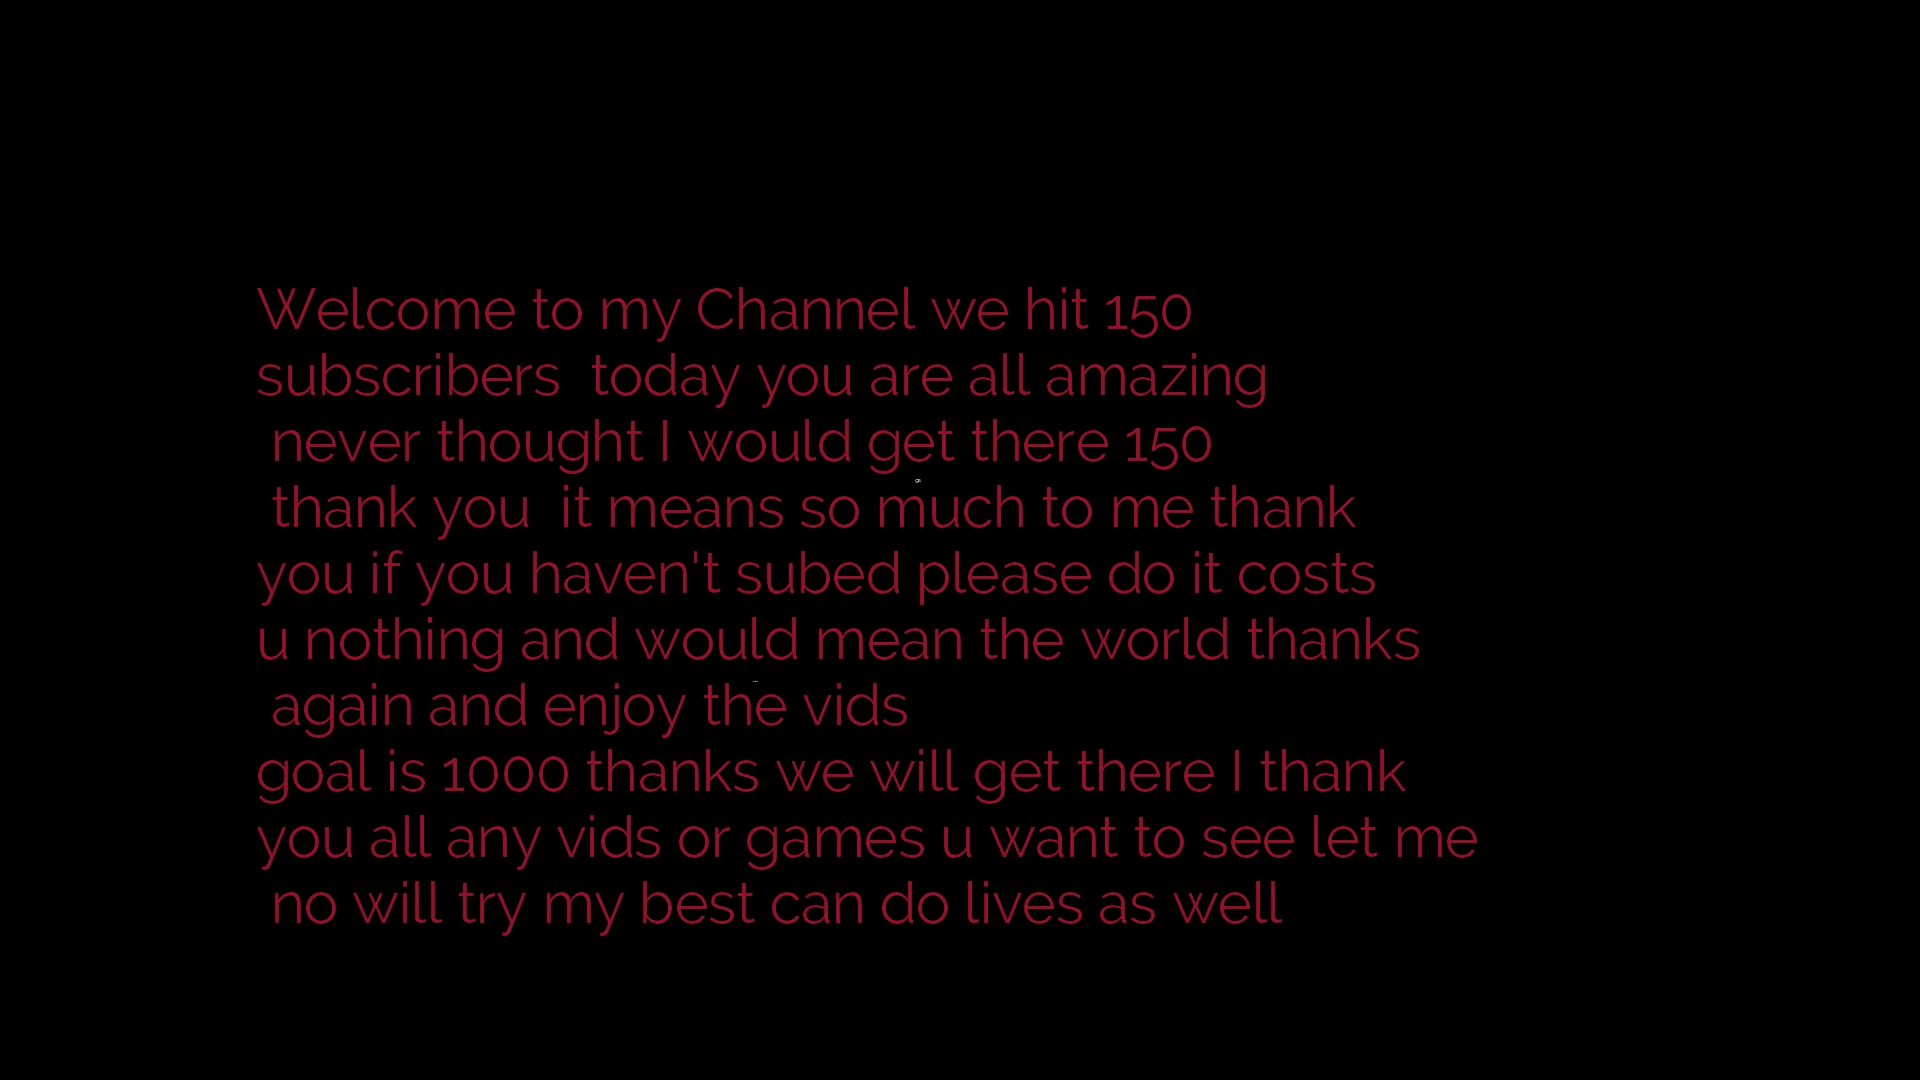 Welcome to my Channel we hit 150
subscribers  today you are all amazing
never thought I would get there 150
thank you  it means so much to me thank
you if you haven't subed please do it costs
u nothing and would mean the world thanks
again and enjoy the vids
goal is 1000 thanks we will get there I thank
you all any vids or games u want to see let me
no will try my best can do lives as well